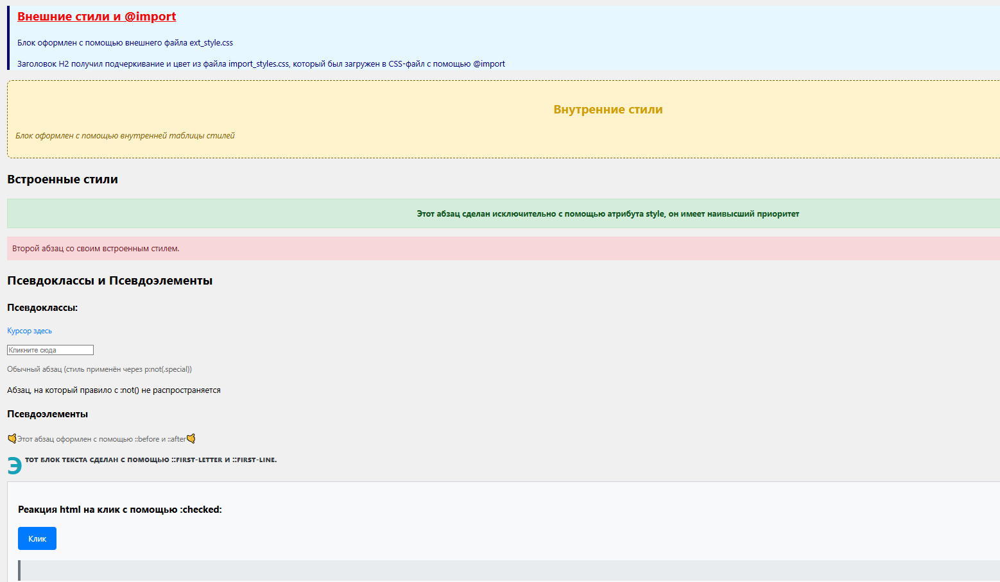 Внешние стили и @import
Блок оформлен с помощью внешнего файла ext_style.css
Заголовок H2 получил подчеркивание и цвет из файла import_styles.css, который был загружен в CSS-файл с помощью @import
Внутренние стили
Блок оформлен с помощью внутренней таблицы стилей
Встроенные стили
Этот абзац сделан исключительно с помощью атрибута style, он имеет наивысший приоритет
Второй абзац со своим встроенным стилем.
Псевдоклассы и Псевдоэлементы
Псевдоклассы:
Курсор здесь
Кликните сюда
Обычный абзац (стиль применён через p:not(.special))
Абзац, на который правило с :not() не распространяется
Псевдоэлементы
Этот абзац оформлен с помощью ::before и ::after
Этот блок текста сделан с помощью ::first-letter и ::first-line.
Реакция html на клик с помощью :checked:
Клик